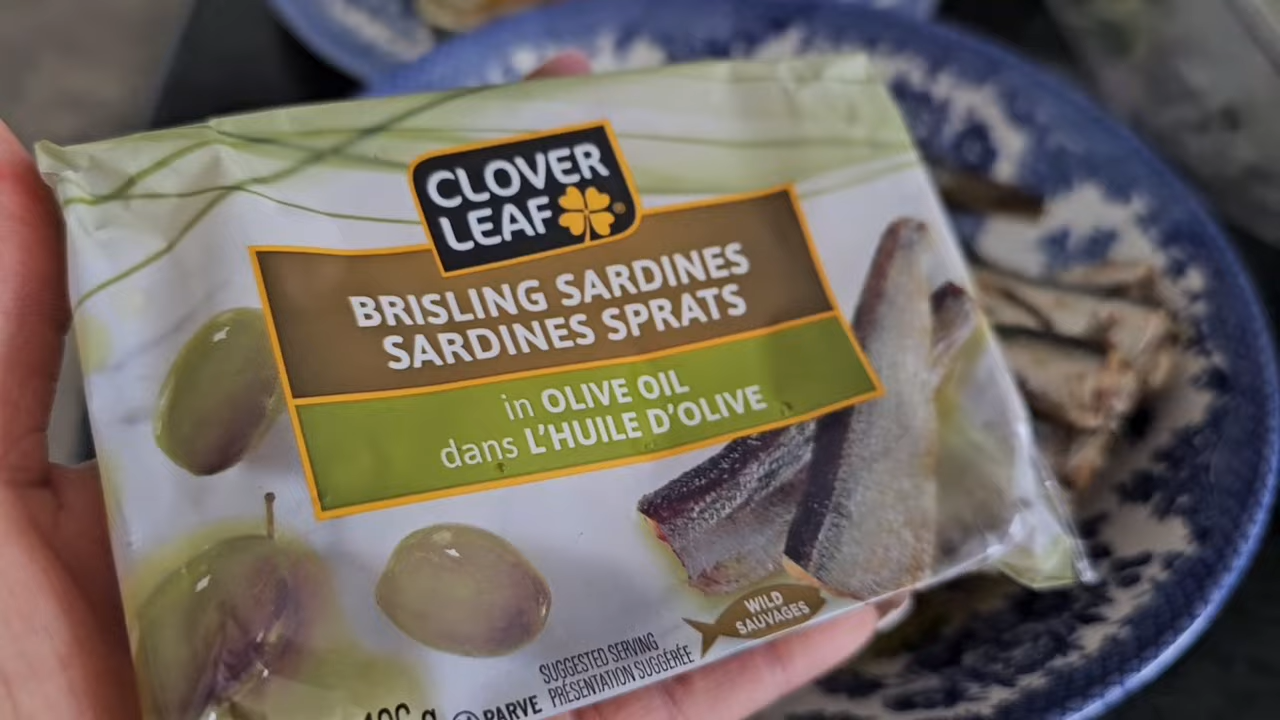 CLOVER
LEAF
BRISLING SARDINES
SARDINES SPRATS
in OLIVE OIL
dans L'HUILE D'OLIVE
WILD
SAUVAGES
SUGGESTED SERVING
PRÉSENTATION SUGGÉRÉE
106 g PARVE